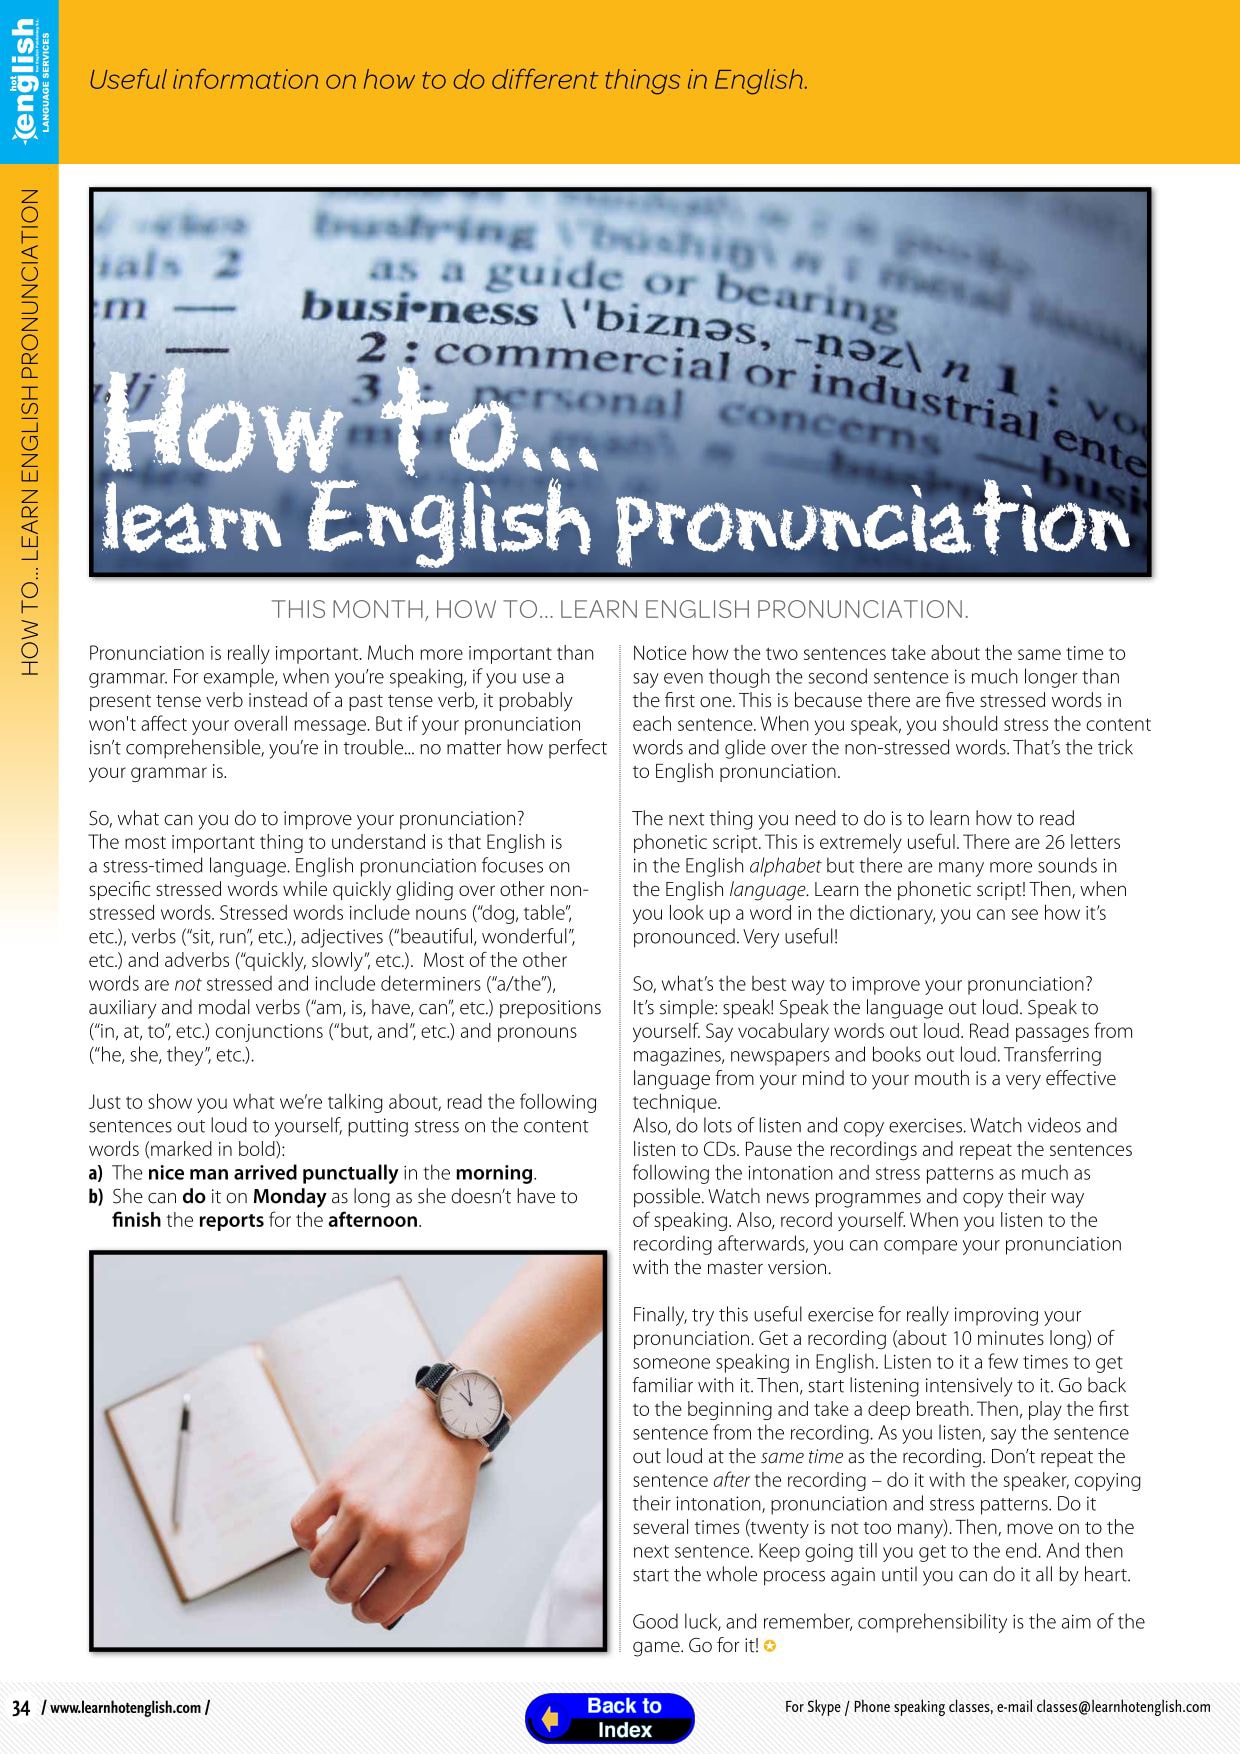 hot
english
LANGUAGE SERVICES
Useful information on how to do different things in English.
HOW TO... LEARN ENGLISH PRONUNCIATION
bushring \'bushiŋ\ n : metal
ials 2
as a guide or bearing
em —
busi•ness \'biznəs, -nəz\ n 1 : voc
2 : commercial or industrial ente
adj
3 : personal concerns — busi
How to...
learn English pronunciation
THIS MONTH, HOW TO... LEARN ENGLISH PRONUNCIATION.
Pronunciation is really important. Much more important than
grammar. For example, when you're speaking, if you use a
present tense verb instead of a past tense verb, it probably
won't affect your overall message. But if your pronunciation
isn't comprehensible, you're in trouble... no matter how perfect
your grammar is.
So, what can you do to improve your pronunciation?
The most important thing to understand is that English is
a stress-timed language. English pronunciation focuses on
specific stressed words while quickly gliding over other non-
stressed words. Stressed words include nouns ("dog, table",
etc.), verbs ("sit, run", etc.), adjectives ("beautiful, wonderful",
etc.) and adverbs ("quickly, slowly", etc.).  Most of the other
words are not stressed and include determiners ("a/the"),
auxiliary and modal verbs ("am, is, have, can", etc.) prepositions
("in, at, to", etc.) conjunctions ("but, and", etc.) and pronouns
("he, she, they", etc.).
Just to show you what we're talking about, read the following
sentences out loud to yourself, putting stress on the content
words (marked in bold):
a) The nice man arrived punctually in the morning.
b) She can do it on Monday as long as she doesn't have to
finish the reports for the afternoon.
Notice how the two sentences take about the same time to
say even though the second sentence is much longer than
the first one. This is because there are five stressed words in
each sentence. When you speak, you should stress the content
words and glide over the non-stressed words. That's the trick
to English pronunciation.
The next thing you need to do is to learn how to read
phonetic script. This is extremely useful. There are 26 letters
in the English alphabet but there are many more sounds in
the English language. Learn the phonetic script! Then, when
you look up a word in the dictionary, you can see how it's
pronounced. Very useful!
So, what's the best way to improve your pronunciation?
It's simple: speak! Speak the language out loud. Speak to
yourself. Say vocabulary words out loud. Read passages from
magazines, newspapers and books out loud. Transferring
language from your mind to your mouth is a very effective
technique.
Also, do lots of listen and copy exercises. Watch videos and
listen to CDs. Pause the recordings and repeat the sentences
following the intonation and stress patterns as much as
possible. Watch news programmes and copy their way
of speaking. Also, record yourself. When you listen to the
recording afterwards, you can compare your pronunciation
with the master version.
Finally, try this useful exercise for really improving your
pronunciation. Get a recording (about 10 minutes long) of
someone speaking in English. Listen to it a few times to get
familiar with it. Then, start listening intensively to it. Go back
to the beginning and take a deep breath. Then, play the first
sentence from the recording. As you listen, say the sentence
out loud at the same time as the recording. Don't repeat the
sentence after the recording – do it with the speaker, copying
their intonation, pronunciation and stress patterns. Do it
several times (twenty is not too many). Then, move on to the
next sentence. Keep going till you get to the end. And then
start the whole process again until you can do it all by heart.
Good luck, and remember, comprehensibility is the aim of the
game. Go for it!
34 / www.learnhotenglish.com /
Back to
Index
For Skype / Phone speaking classes, e-mail classes@learnhotenglish.com